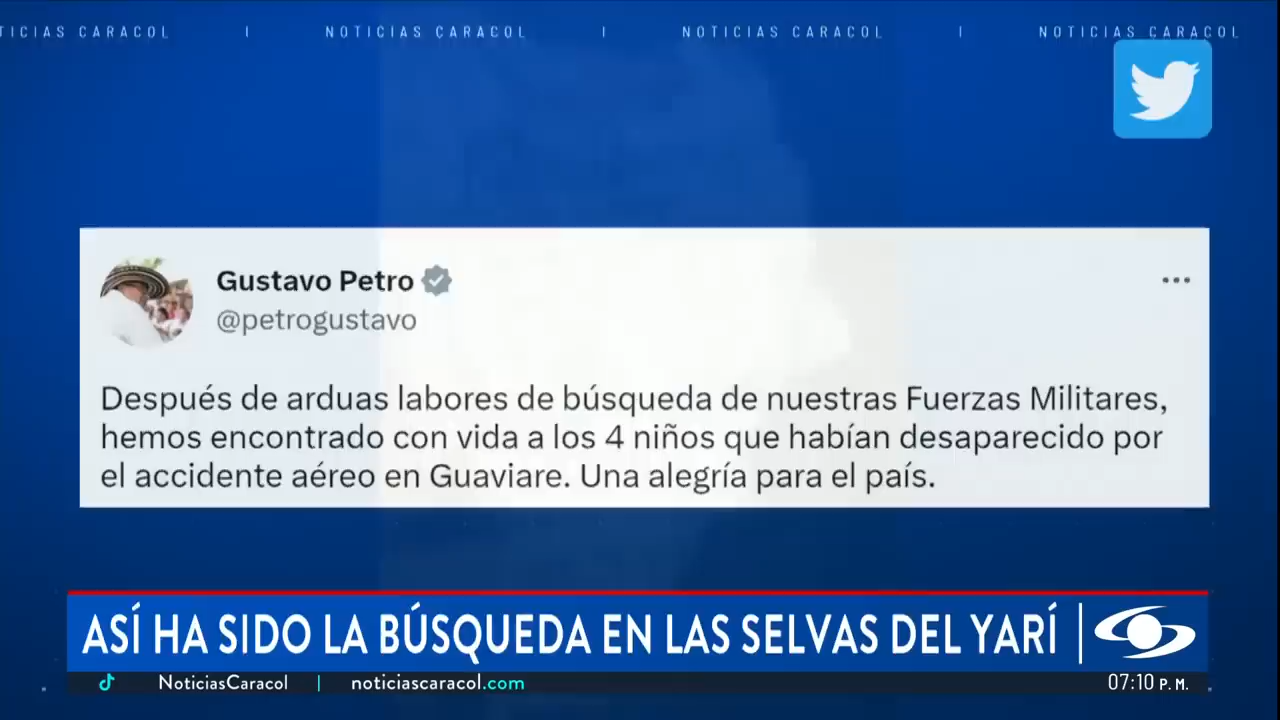 TICIAS CARACOL | NOTICIAS CARACOL | NOTICIAS CARACOL | NOTICIAS CARACOL
Gustavo Petro
@petrogustavo
Después de arduas labores de búsqueda de nuestras Fuerzas Militares,
hemos encontrado con vida a los 4 niños que habían desaparecido por
el accidente aéreo en Guaviare. Una alegría para el país.
ASÍ HA SIDO LA BÚSQUEDA EN LAS SELVAS DEL YARÍ
NoticiasCaracol | noticiascaracol.com 07:10 P. M.